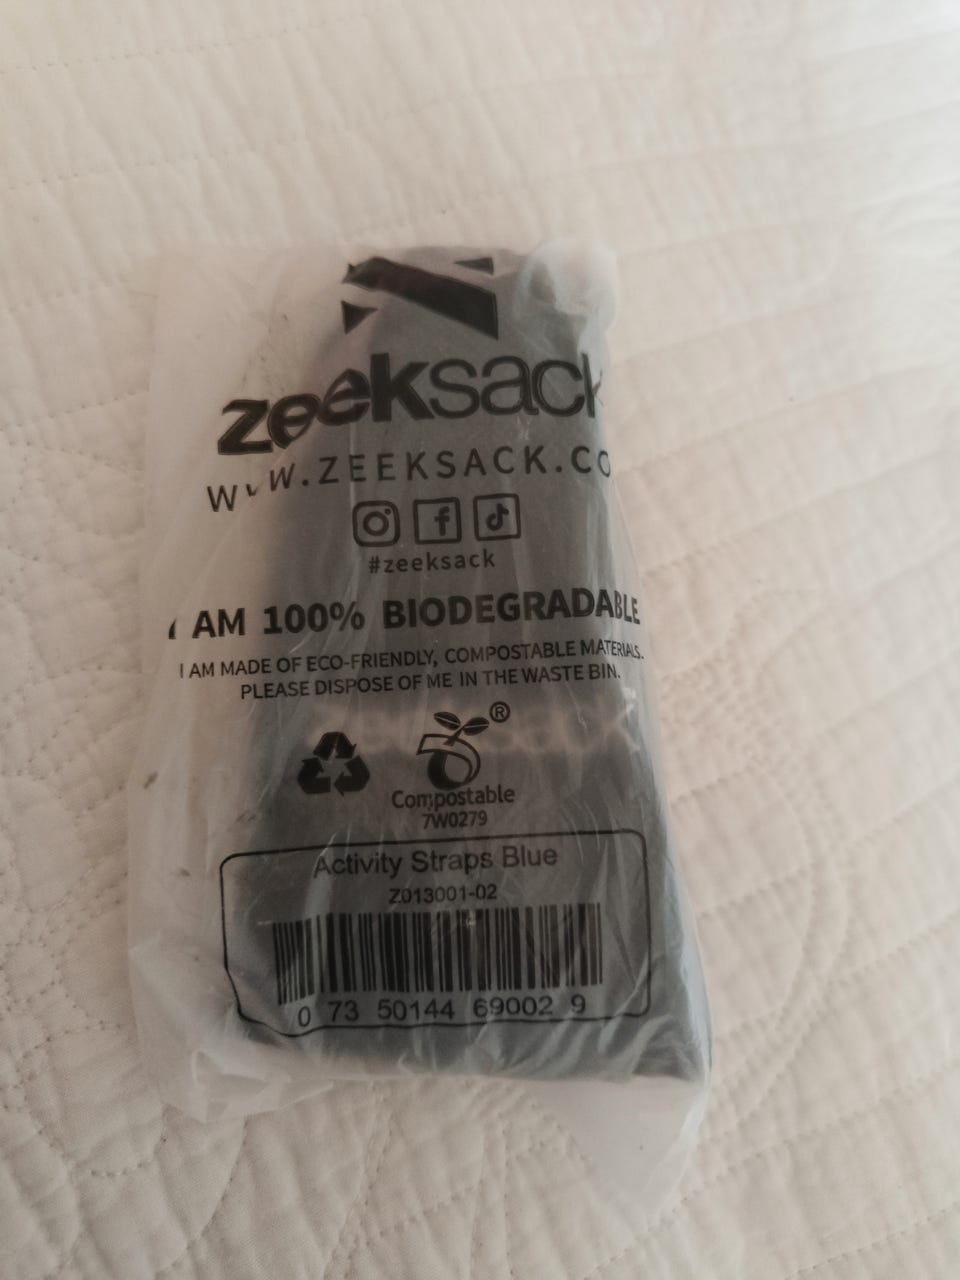 zeeksack
WWW.ZEEKSACK.CO
#zeeksack
I AM 100% BIODEGRADABLE
I AM MADE OF ECO-FRIENDLY, COMPOSTABLE MATERIALS.
PLEASE DISPOSE OF ME IN THE WASTE BIN.
zeeksack
®
Compostable
7W0279
Activity Straps Blue
Z013001-02
0 73 50144 69002 9